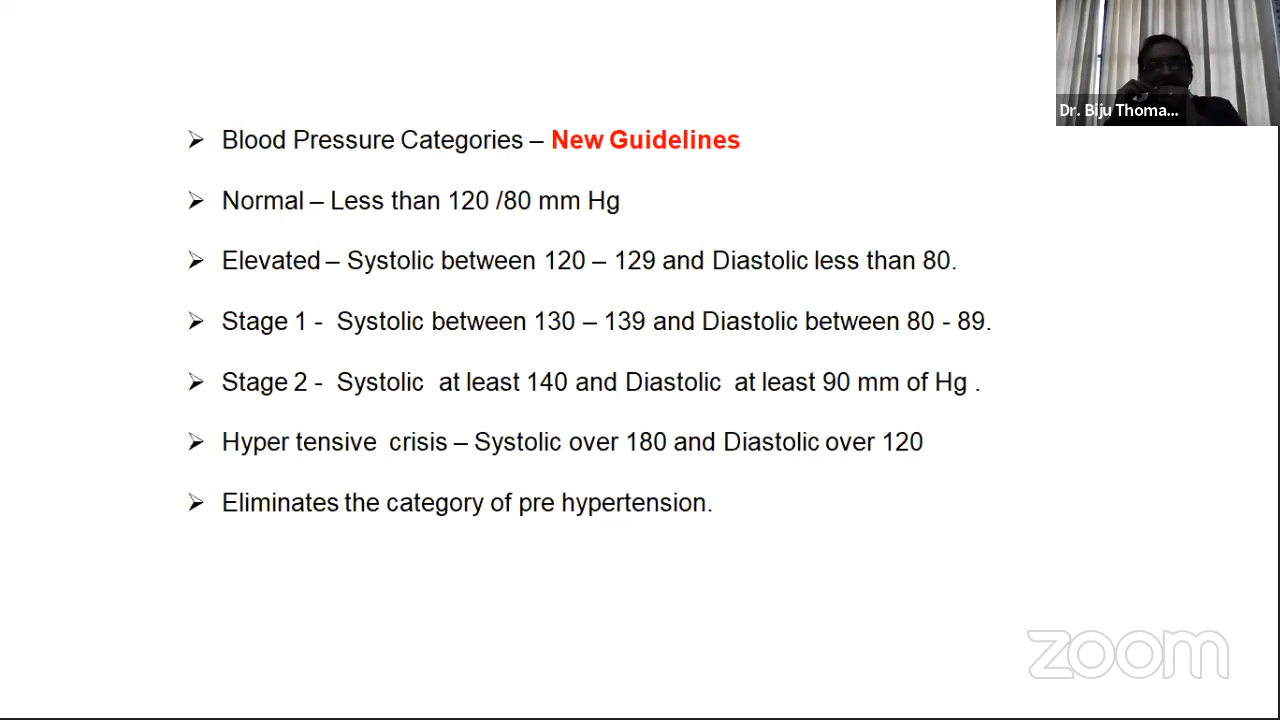 Dr. Biju Thoma...
Blood Pressure Categories – New Guidelines
Normal – Less than 120 /80 mm Hg
Elevated – Systolic between 120 – 129 and Diastolic less than 80.
Stage 1 - Systolic between 130 – 139 and Diastolic between 80 - 89.
Stage 2 - Systolic at least 140 and Diastolic at least 90 mm of Hg .
Hyper tensive crisis – Systolic over 180 and Diastolic over 120
Eliminates the category of pre hypertension.
zoom